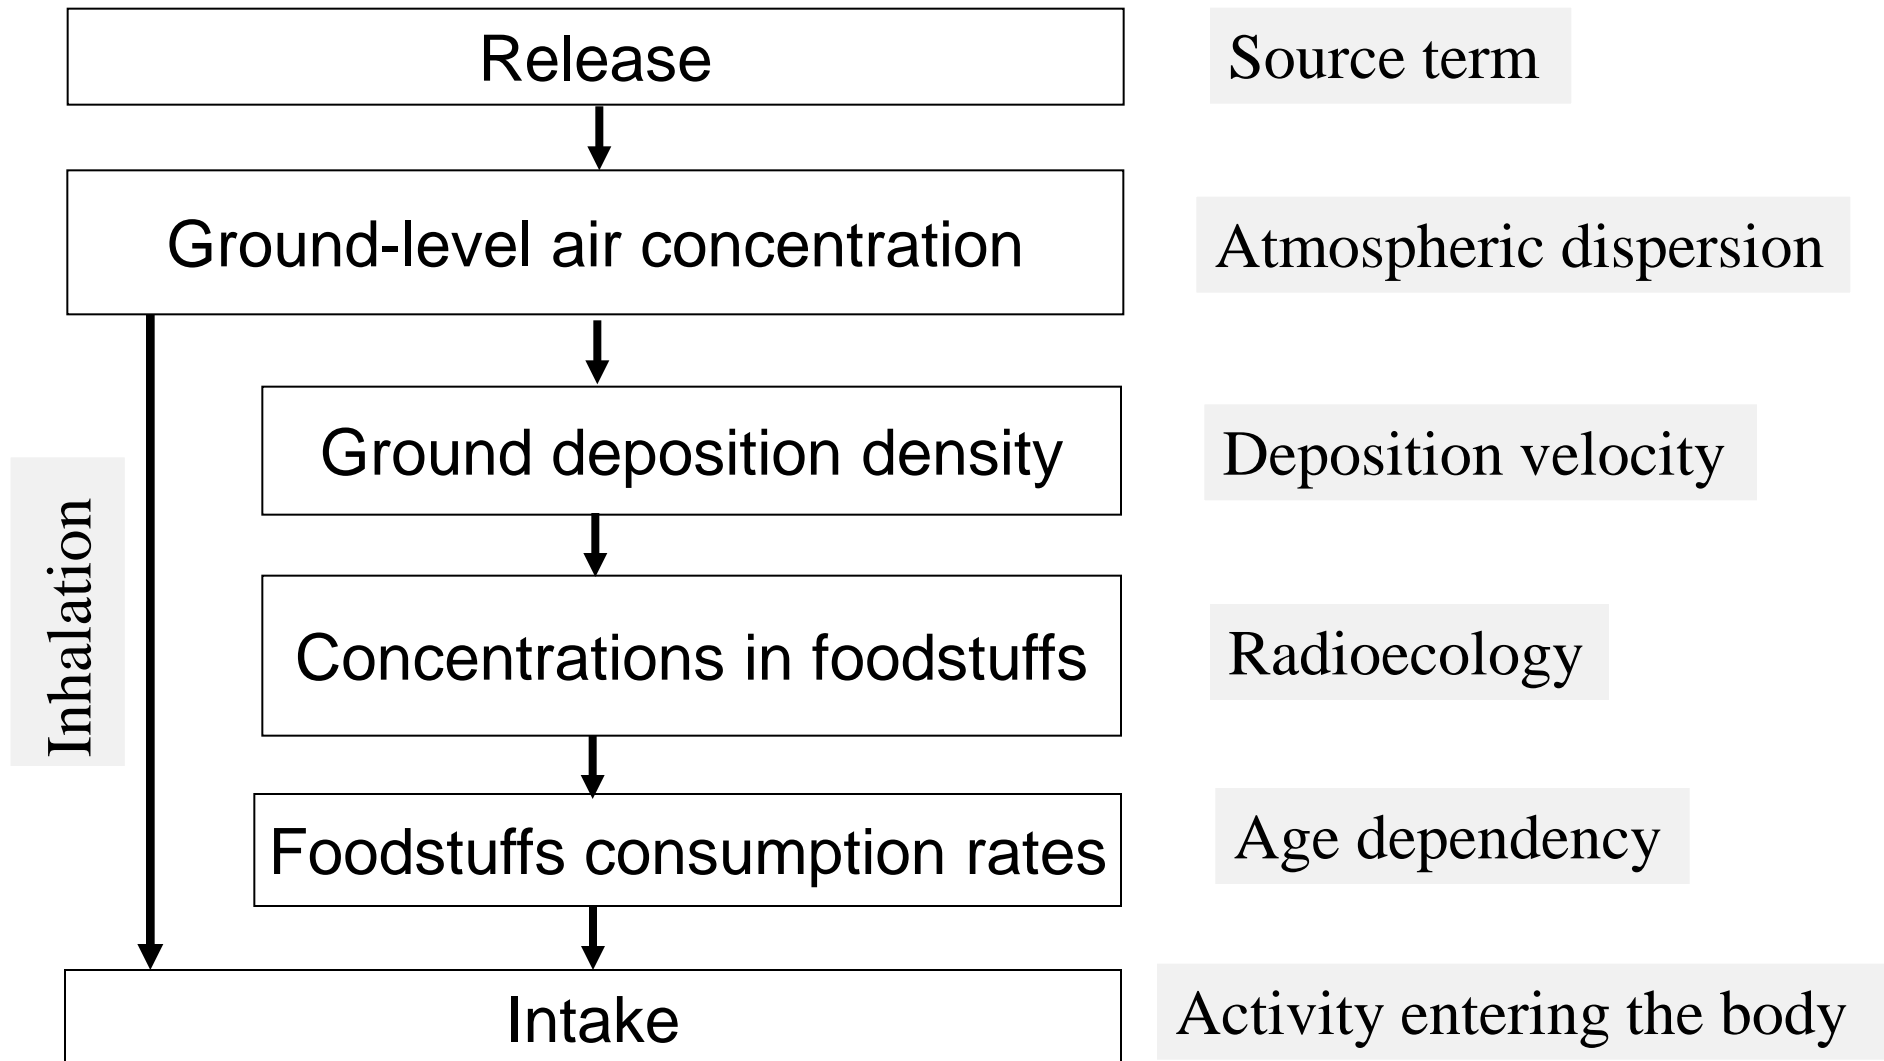 Release
Source term
Ground-level air concentration
Atmospheric dispersion
Ground deposition density
Deposition velocity
Inhalation
Concentrations in foodstuffs
Radioecology
Foodstuffs consumption rates
Age dependency
Intake
Activity entering the body